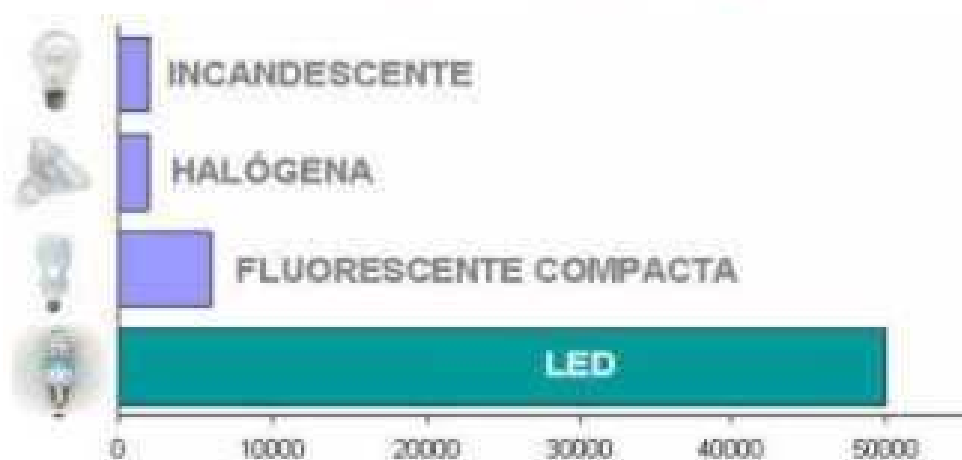 INCANDESCENTE
HALÓGENA
FLUORESCENTE COMPACTA
LED
0 10000 20000 30000 40000 50000